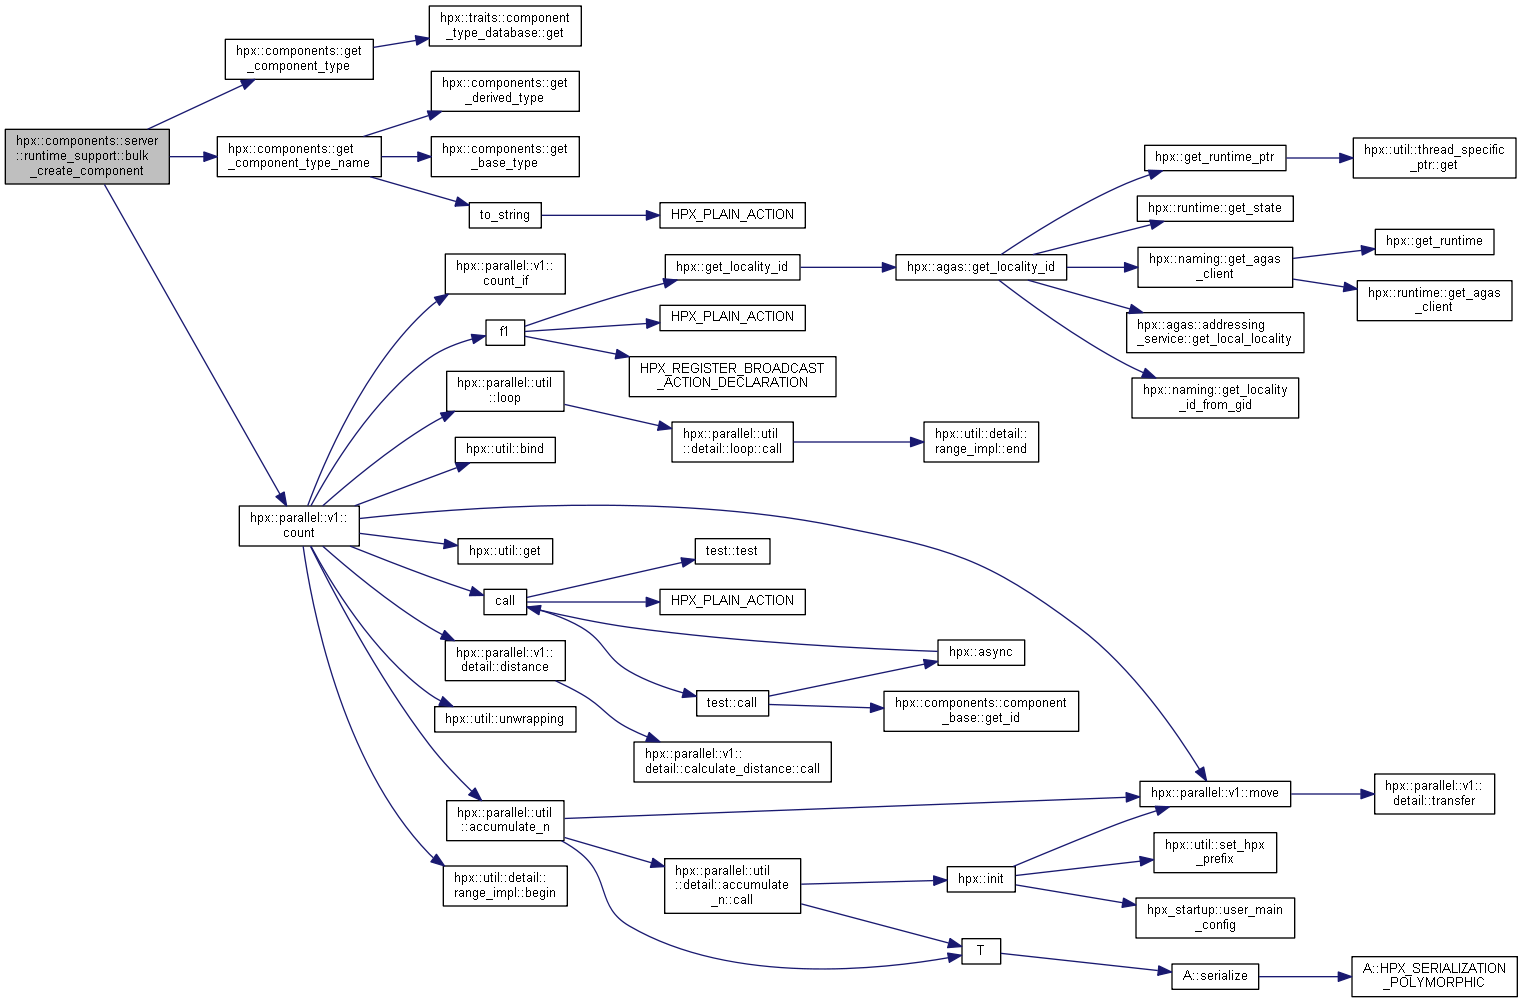 hpx::components::server
::runtime_support::bulk
_create_component
hpx::components::get
_component_type
hpx::traits::component
_type_database::get
hpx::components::get
_component_type_name
hpx::components::get
_derived_type
hpx::components::get
_base_type
to_string
HPX_PLAIN_ACTION
hpx::parallel::v1::
count
hpx::parallel::v1::
count_if
f1
hpx::get_locality_id
hpx::agas::get_locality_id
hpx::get_runtime_ptr
hpx::util::thread_specific
_ptr::get
hpx::runtime::get_state
hpx::naming::get_agas
_client
hpx::get_runtime
hpx::runtime::get_agas
_client
hpx::agas::addressing
_service::get_local_locality
hpx::naming::get_locality
_id_from_gid
HPX_PLAIN_ACTION
HPX_REGISTER_BROADCAST
_ACTION_DECLARATION
hpx::parallel::util
::loop
hpx::parallel::util
::detail::loop::call
hpx::util::detail::
range_impl::end
hpx::util::bind
hpx::util::get
call
test::test
HPX_PLAIN_ACTION
test::call
hpx::async
hpx::components::component
_base::get_id
hpx::parallel::v1::
detail::distance
hpx::parallel::v1::
detail::calculate_distance::call
hpx::util::unwrapping
hpx::parallel::util
::accumulate_n
hpx::parallel::v1::move
hpx::parallel::v1::
detail::transfer
hpx::parallel::util
::detail::accumulate
_n::call
hpx::init
hpx::util::set_hpx
_prefix
hpx_startup::user_main
_config
T
A::serialize
A::HPX_SERIALIZATION
_POLYMORPHIC
hpx::util::detail::
range_impl::begin